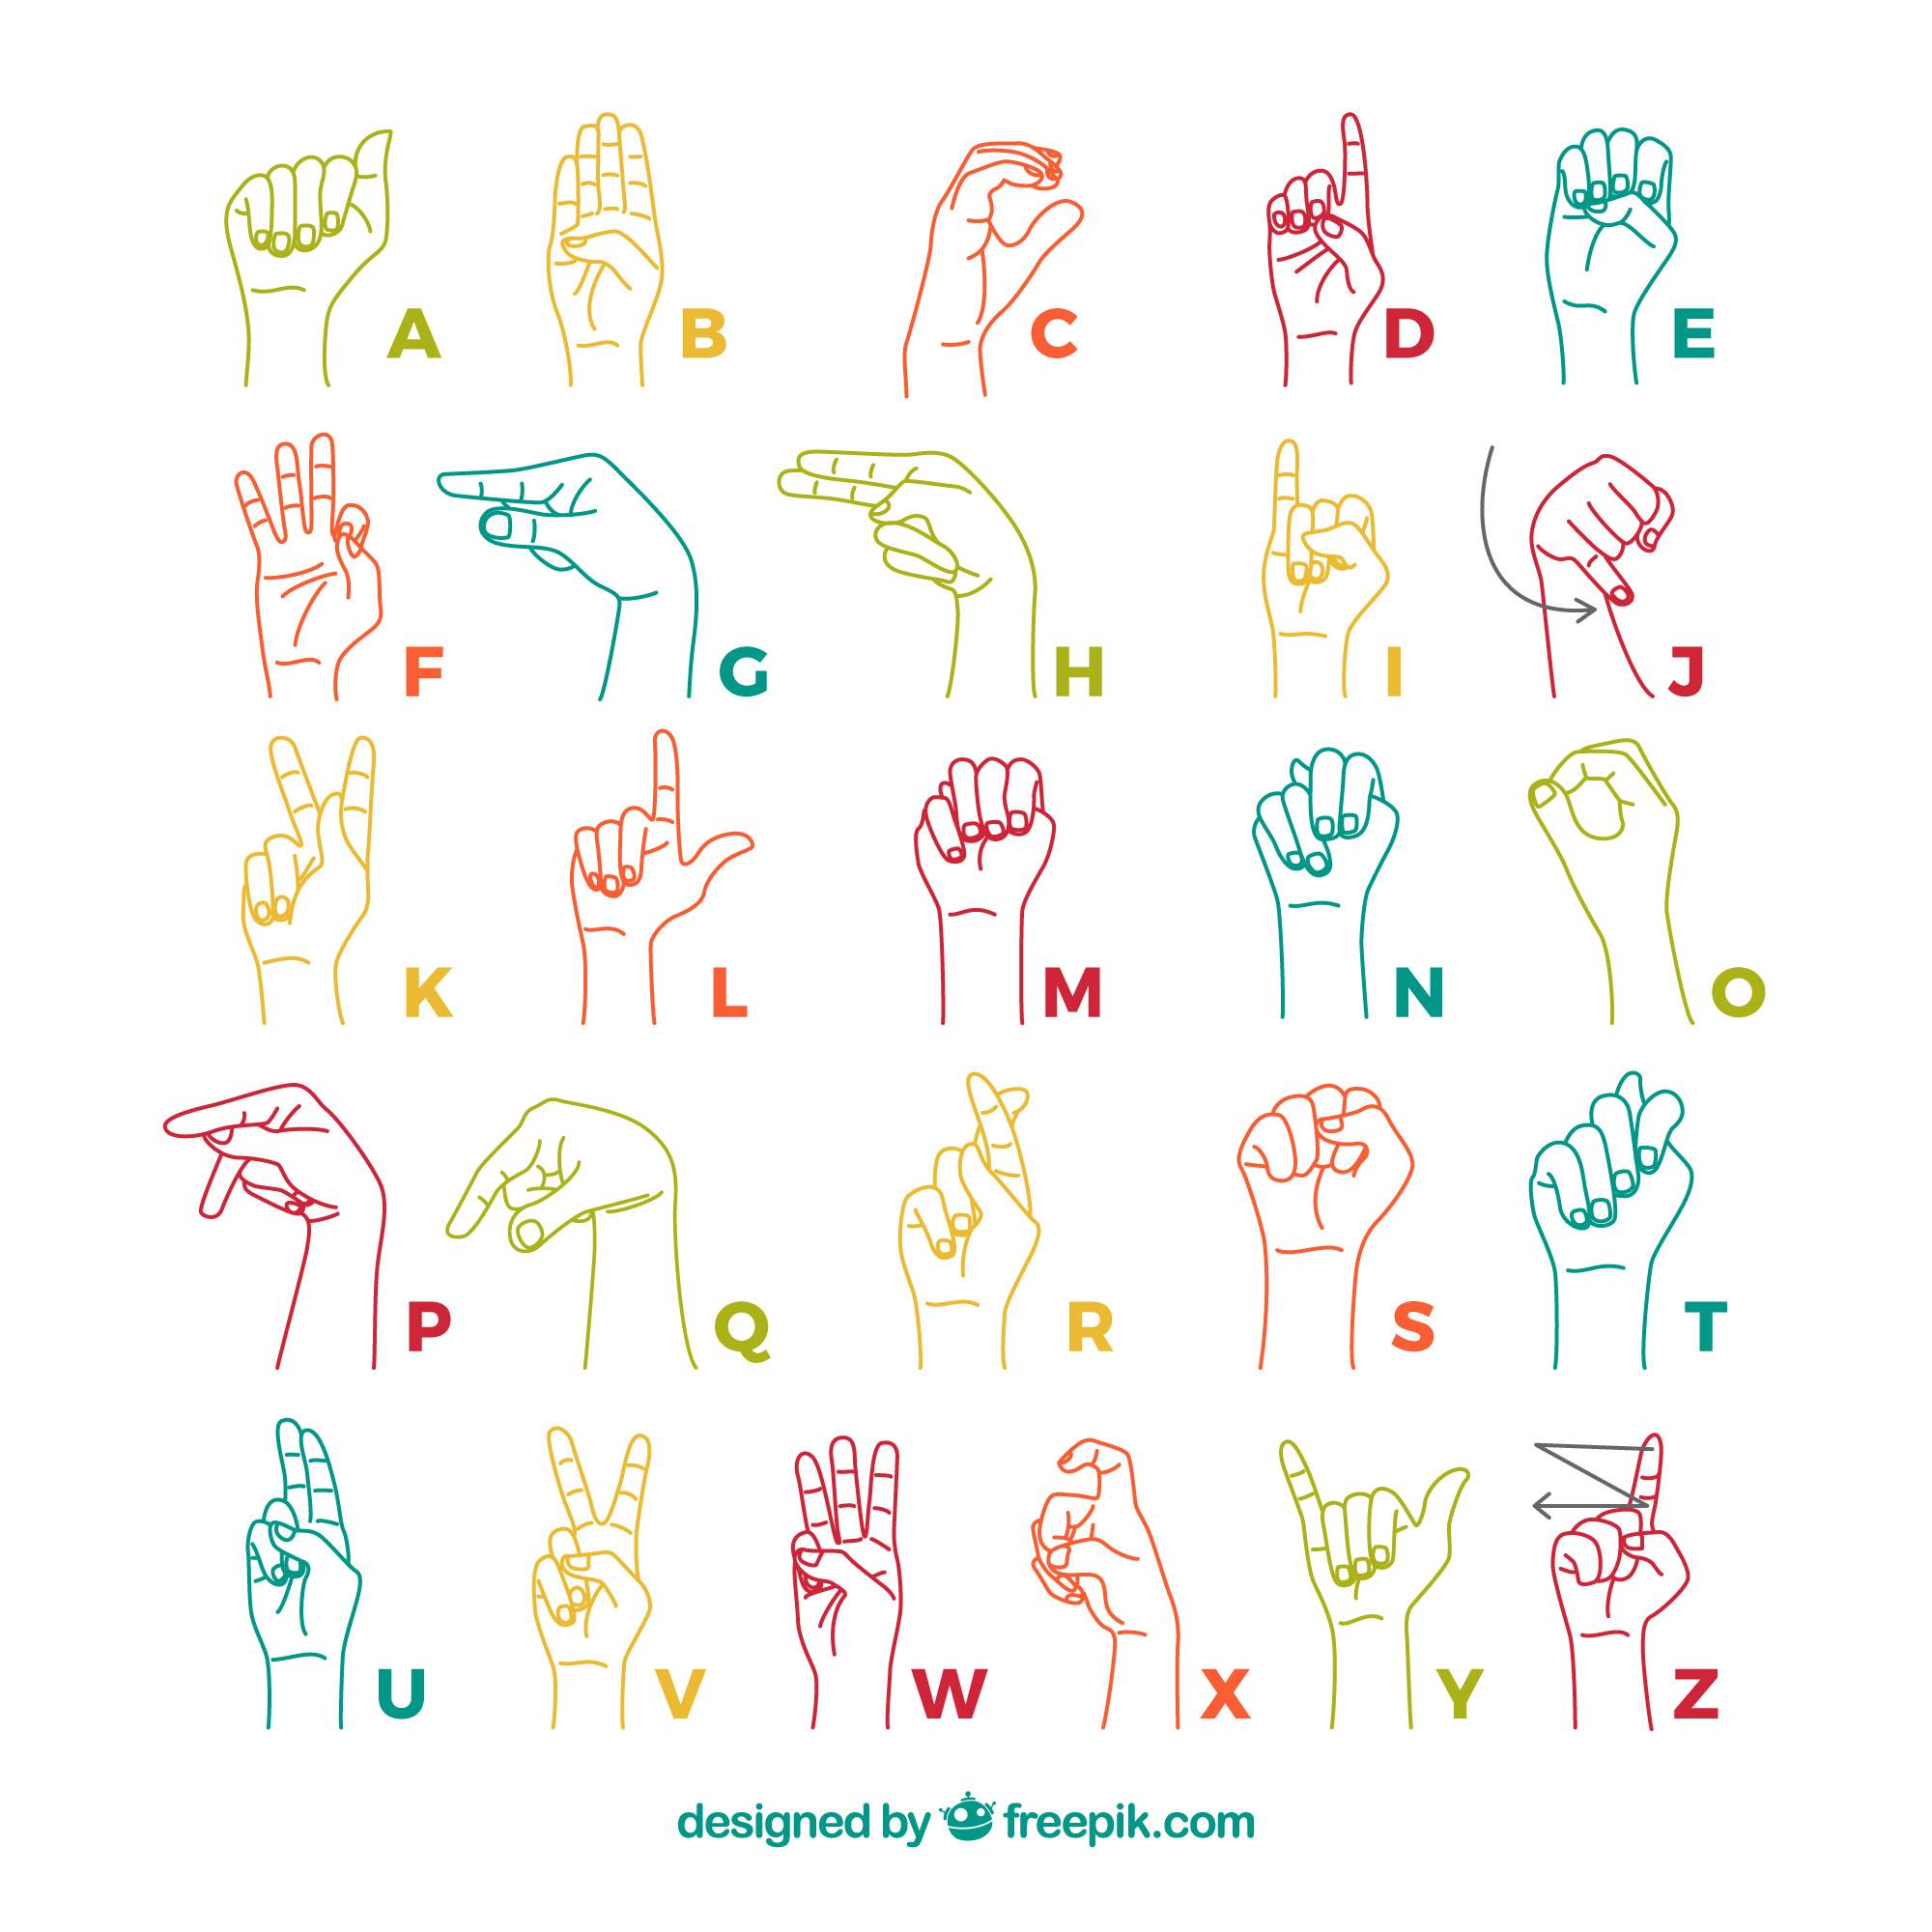 A B C D E
F G H I J
K L M N O
P Q R S T
U V W X Y Z
designed by freepik.com